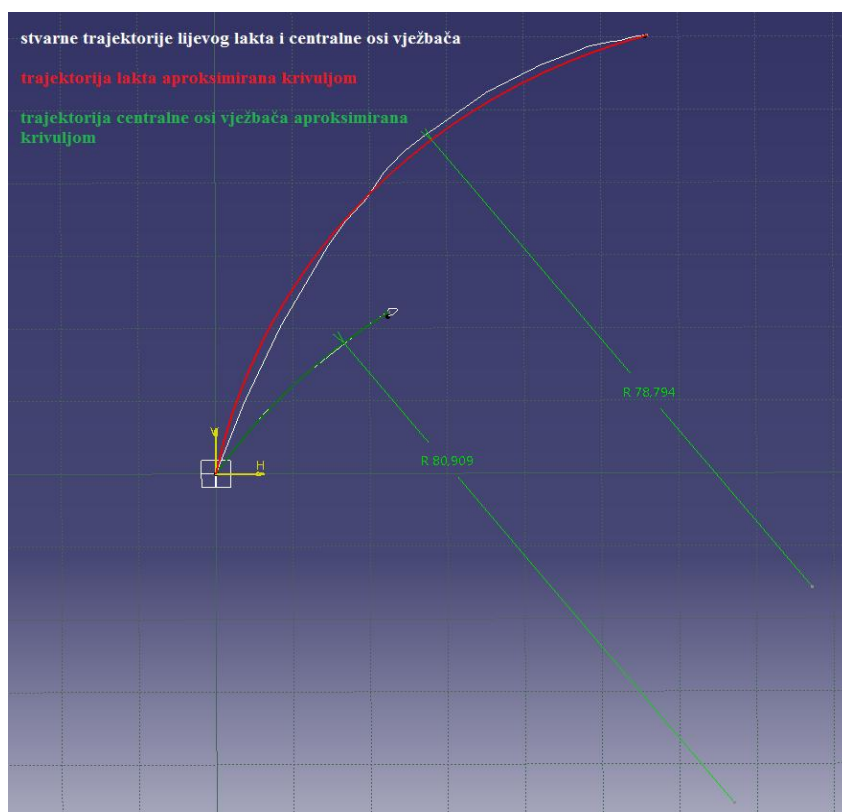 stvarne trajektorije lijevog lakta i centralne osi vježbača
trajektorija lakta aproksimirana krivuljom
trajektorija centralne osi vježbača aproksimirana
krivuljom
R 78,794
R 80,909
V
H